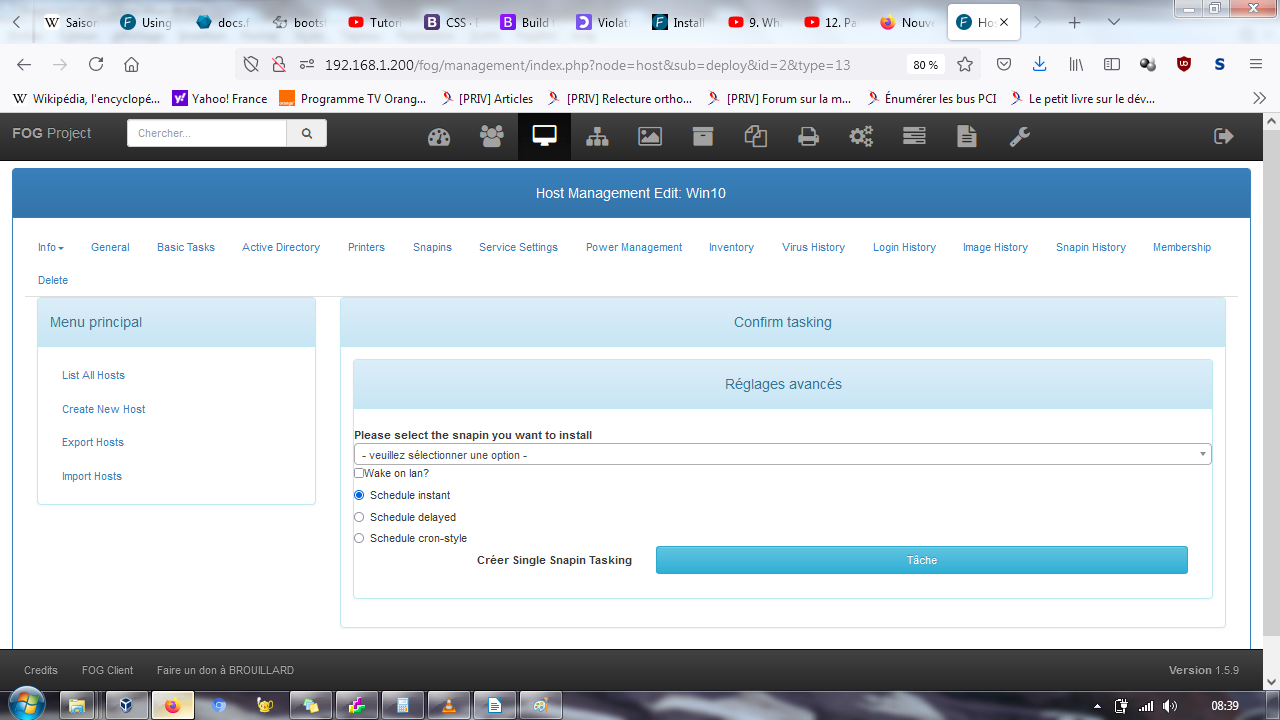 Saison
Using
docs.f
boots
Tutori
CSS
Build
Violati
Install
9. Wha
12. Pa
Nouve
Ho
192.168.1.200/fog/management/index.php?node=host&sub=deploy&id=2&type=13
80 %
Wikipédia, l'encyclopé...
Yahoo! France
Programme TV Orang...
[PRIV] Articles
[PRIV] Relecture ortho...
[PRIV] Forum sur la m...
Énumérer les bus PCI
Le petit livre sur le dév...
FOG Project
Chercher...
Host Management Edit: Win10
Info
General
Basic Tasks
Active Directory
Printers
Snapins
Service Settings
Power Management
Inventory
Virus History
Login History
Image History
Snapin History
Membership
Delete
Menu principal
List All Hosts
Create New Host
Export Hosts
Import Hosts
Confirm tasking
Réglages avancés
Please select the snapin you want to install
- veuillez sélectionner une option -
Wake on lan?
Schedule instant
Schedule delayed
Schedule cron-style
Créer Single Snapin Tasking
Tâche
Credits
FOG Client
Faire un don à BROUILLARD
Version 1.5.9
08:39